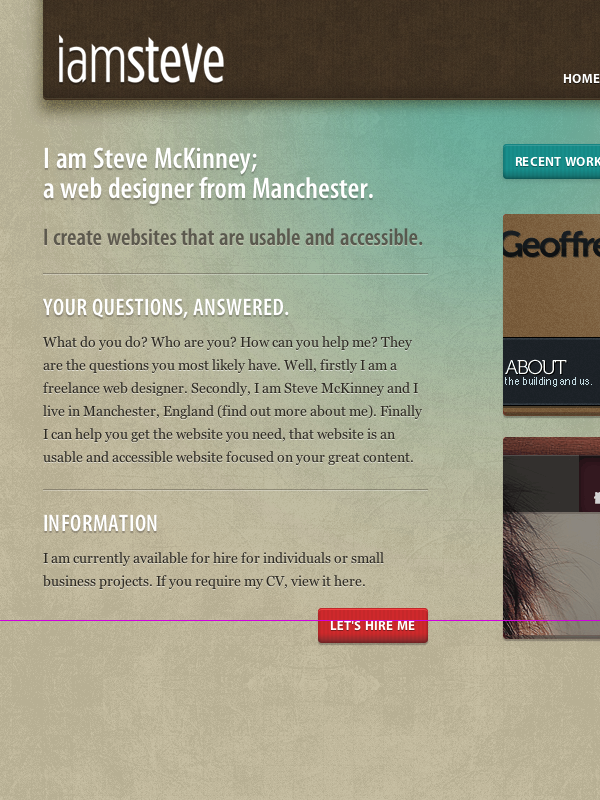 iamsteve
HOME
I am Steve McKinney;
a web designer from Manchester.
I create websites that are usable and accessible.
YOUR QUESTIONS, ANSWERED.
What do you do? Who are you? How can you help me? They
are the questions you most likely have. Well, firstly I am a
freelance web designer. Secondly, I am Steve McKinney and I
live in Manchester, England (find out more about me). Finally
I can help you get the website you need, that website is an
usable and accessible website focused on your great content.
INFORMATION
I am currently available for hire for individuals or small
business projects. If you require my CV, view it here.
LET'S HIRE ME
RECENT WORK
Geoffre
ABOUT
the building and us.